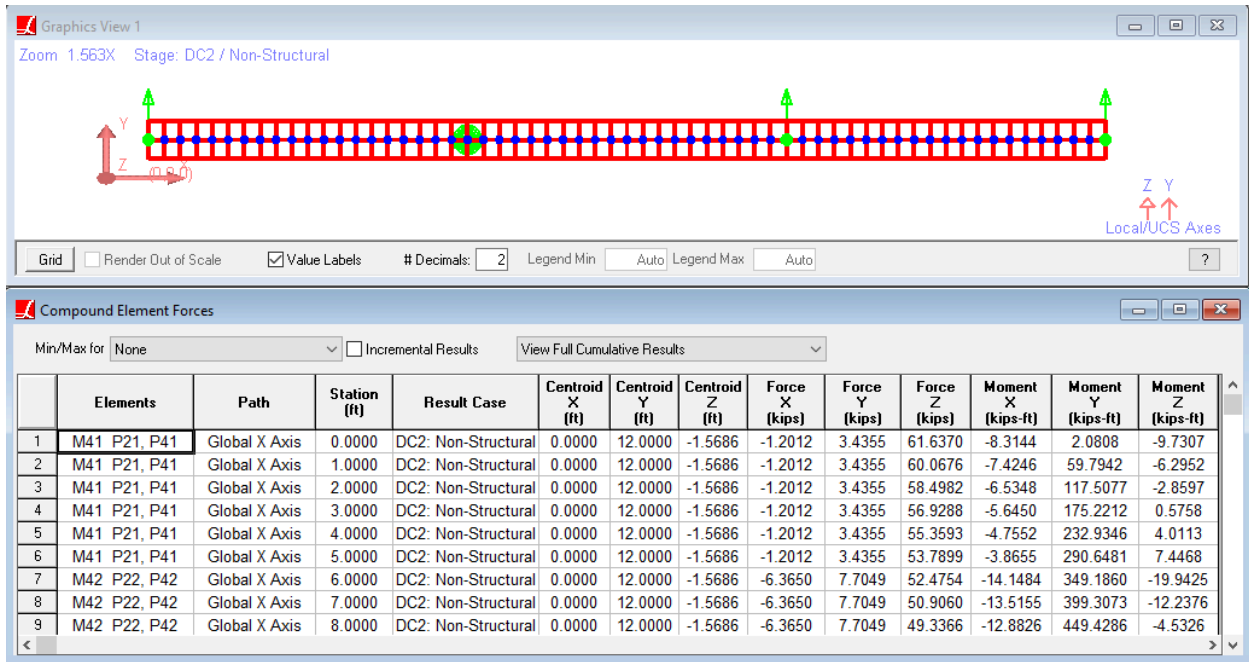 Graphics View 1
Zoom 1.563X Stage: DC2 / Non-Structural
Y
Z X
(0,0,0)
Z Y
Local/UCS Axes
Grid Render Out of Scale Value Labels # Decimals: 2 Legend Min Auto Legend Max Auto ?
Compound Element Forces
Min/Max for None Incremental Results View Full Cumulative Results
Elements Path Station (ft) Result Case Centroid X (ft) Centroid Y (ft) Centroid Z (ft) Force X (kips) Force Y (kips) Force Z (kips) Moment X (kips-ft) Moment Y (kips-ft) Moment Z (kips-ft)
1 M41 P21, P41 Global X Axis 0.0000 DC2: Non-Structural 0.0000 12.0000 -1.5686 -1.2012 3.4355 61.6370 -8.3144 2.0808 -9.7307
2 M41 P21, P41 Global X Axis 1.0000 DC2: Non-Structural 0.0000 12.0000 -1.5686 -1.2012 3.4355 60.0676 -7.4246 59.7942 -6.2952
3 M41 P21, P41 Global X Axis 2.0000 DC2: Non-Structural 0.0000 12.0000 -1.5686 -1.2012 3.4355 58.4982 -6.5348 117.5077 -2.8597
4 M41 P21, P41 Global X Axis 3.0000 DC2: Non-Structural 0.0000 12.0000 -1.5686 -1.2012 3.4355 56.9288 -5.6450 175.2212 0.5758
5 M41 P21, P41 Global X Axis 4.0000 DC2: Non-Structural 0.0000 12.0000 -1.5686 -1.2012 3.4355 55.3593 -4.7552 232.9346 4.0113
6 M41 P21, P41 Global X Axis 5.0000 DC2: Non-Structural 0.0000 12.0000 -1.5686 -1.2012 3.4355 53.7899 -3.8655 290.6481 7.4468
7 M42 P22, P42 Global X Axis 6.0000 DC2: Non-Structural 0.0000 12.0000 -1.5686 -6.3650 7.7049 52.4754 -14.1484 349.1860 -19.9425
8 M42 P22, P42 Global X Axis 7.0000 DC2: Non-Structural 0.0000 12.0000 -1.5686 -6.3650 7.7049 50.9060 -13.5155 399.3073 -12.2376
9 M42 P22, P42 Global X Axis 8.0000 DC2: Non-Structural 0.0000 12.0000 -1.5686 -6.3650 7.7049 49.3366 -12.8826 449.4286 -4.5326